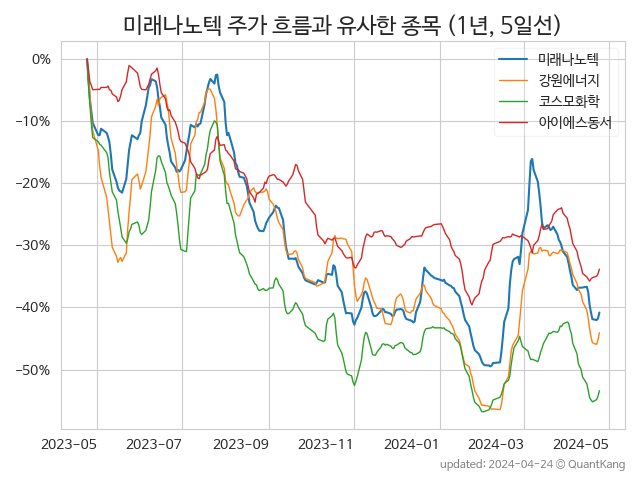 미래나노텍 주가 흐름과 유사한 종목 (1년, 5일선)
미래나노텍
강원에너지
코스모화학
아이에스동서
0%
−10%
−20%
−30%
−40%
−50%
2023−05
2023−07
2023−09
2023−11
2024−01
2024−03
2024−05
updated: 2024-04-24 © QuantKang